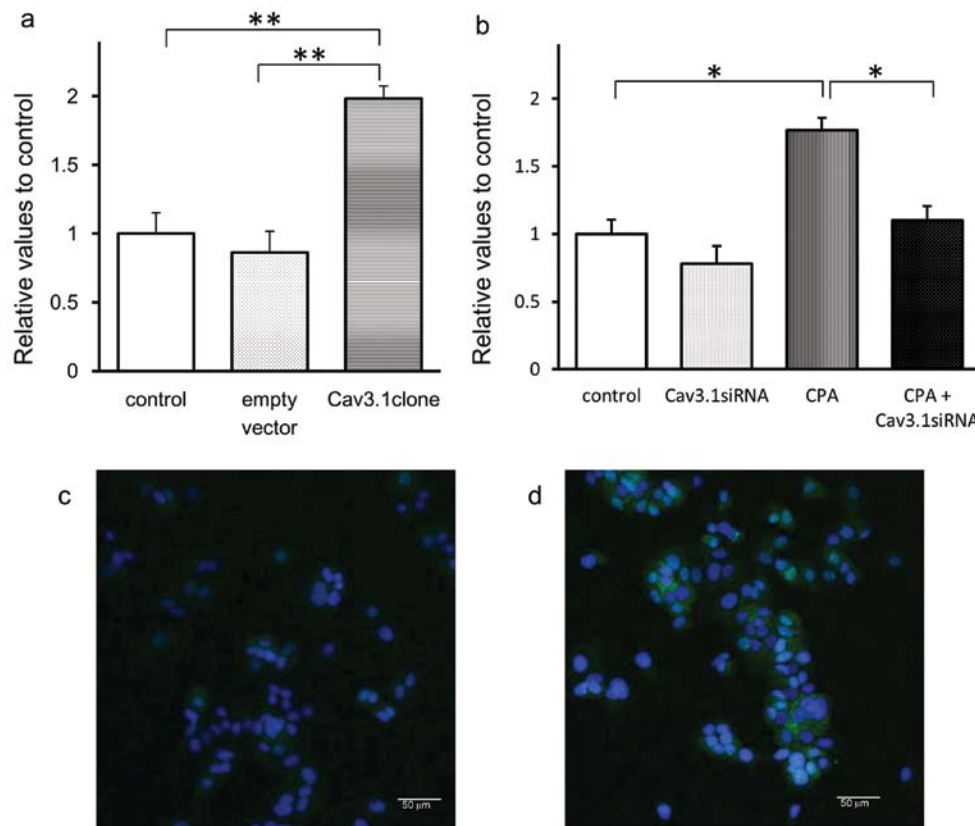 a
**
**
Relative values to control
2
1.5
1
0.5
0
control
empty
vector
Cav3.1clone
b
*
*
Relative values to control
2
1.5
1
0.5
0
control
Cav3.1siRNA
CPA
CPA +
Cav3.1siRNA
c
50 µm
d
50 µm